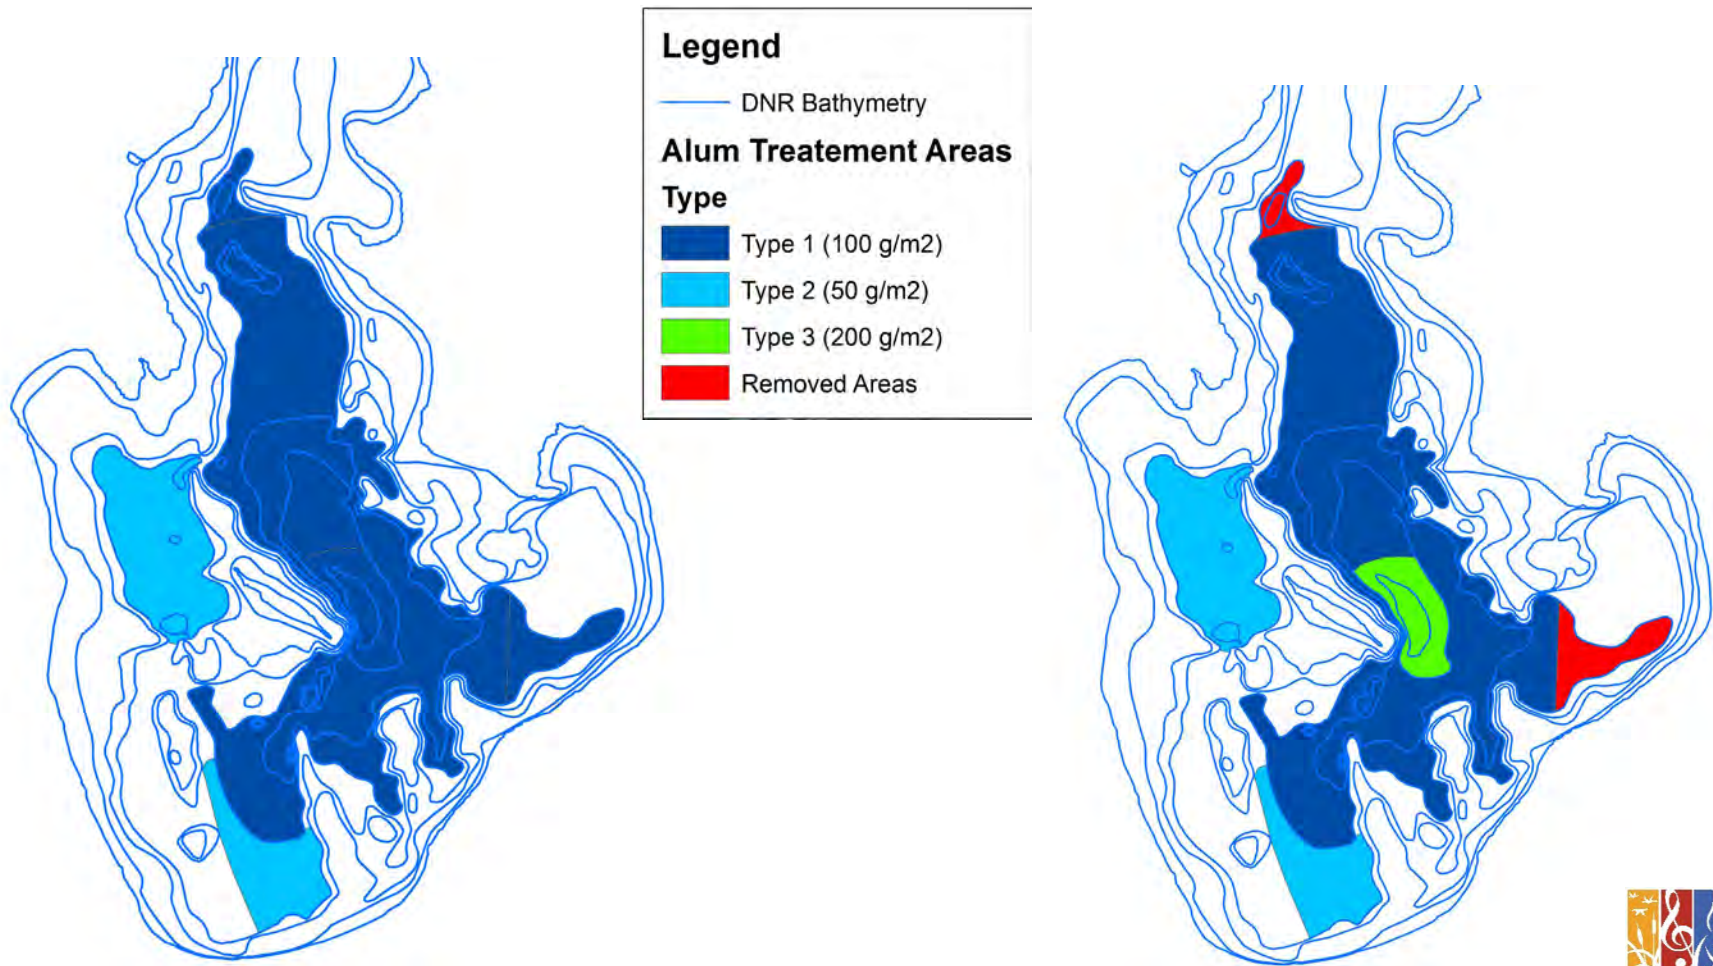 Legend
DNR Bathymetry
Alum Treatement Areas
Type
Type 1 (100 g/m2)
Type 2 (50 g/m2)
Type 3 (200 g/m2)
Removed Areas